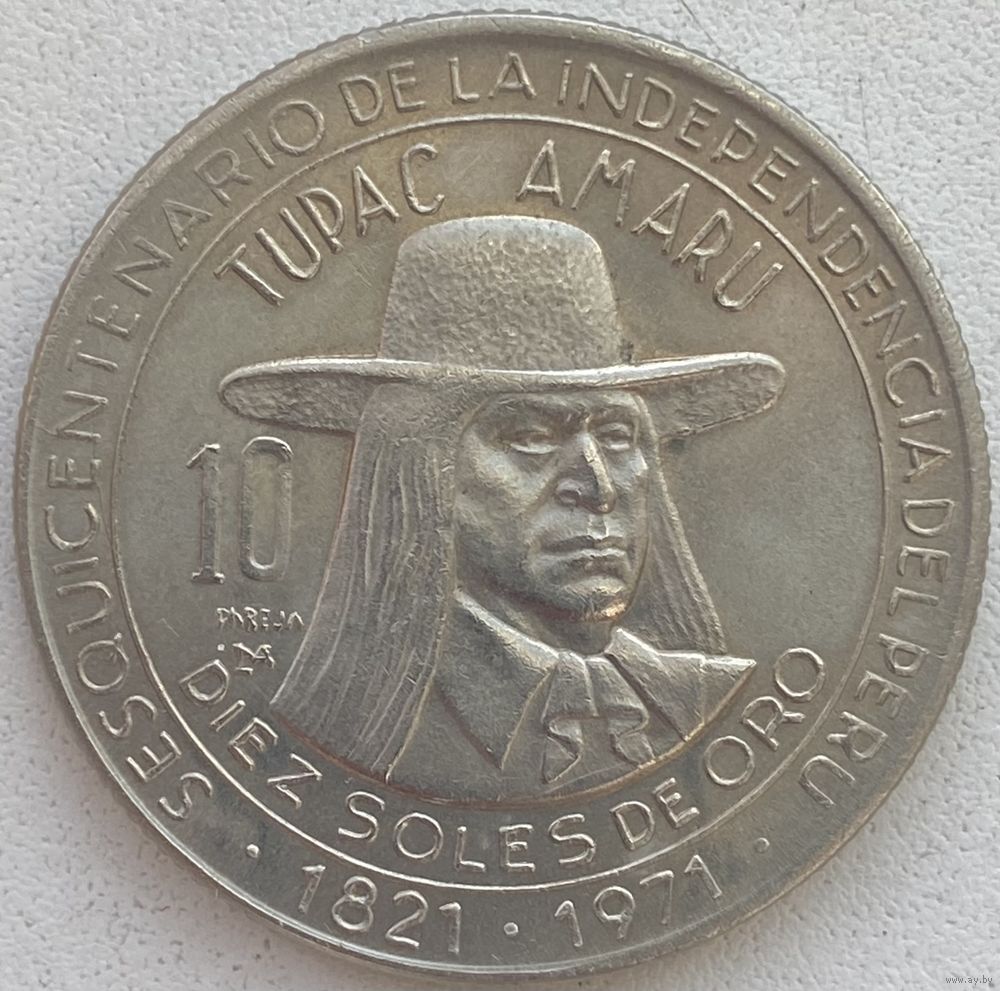 SESQUICENTENARIO DE LA INDEPENDENCIA DEL PERU
TUPAC AMARU
10
PAREJA
DIEZ SOLES DE ORO
· 1821 · 1971 ·
www.ay.by